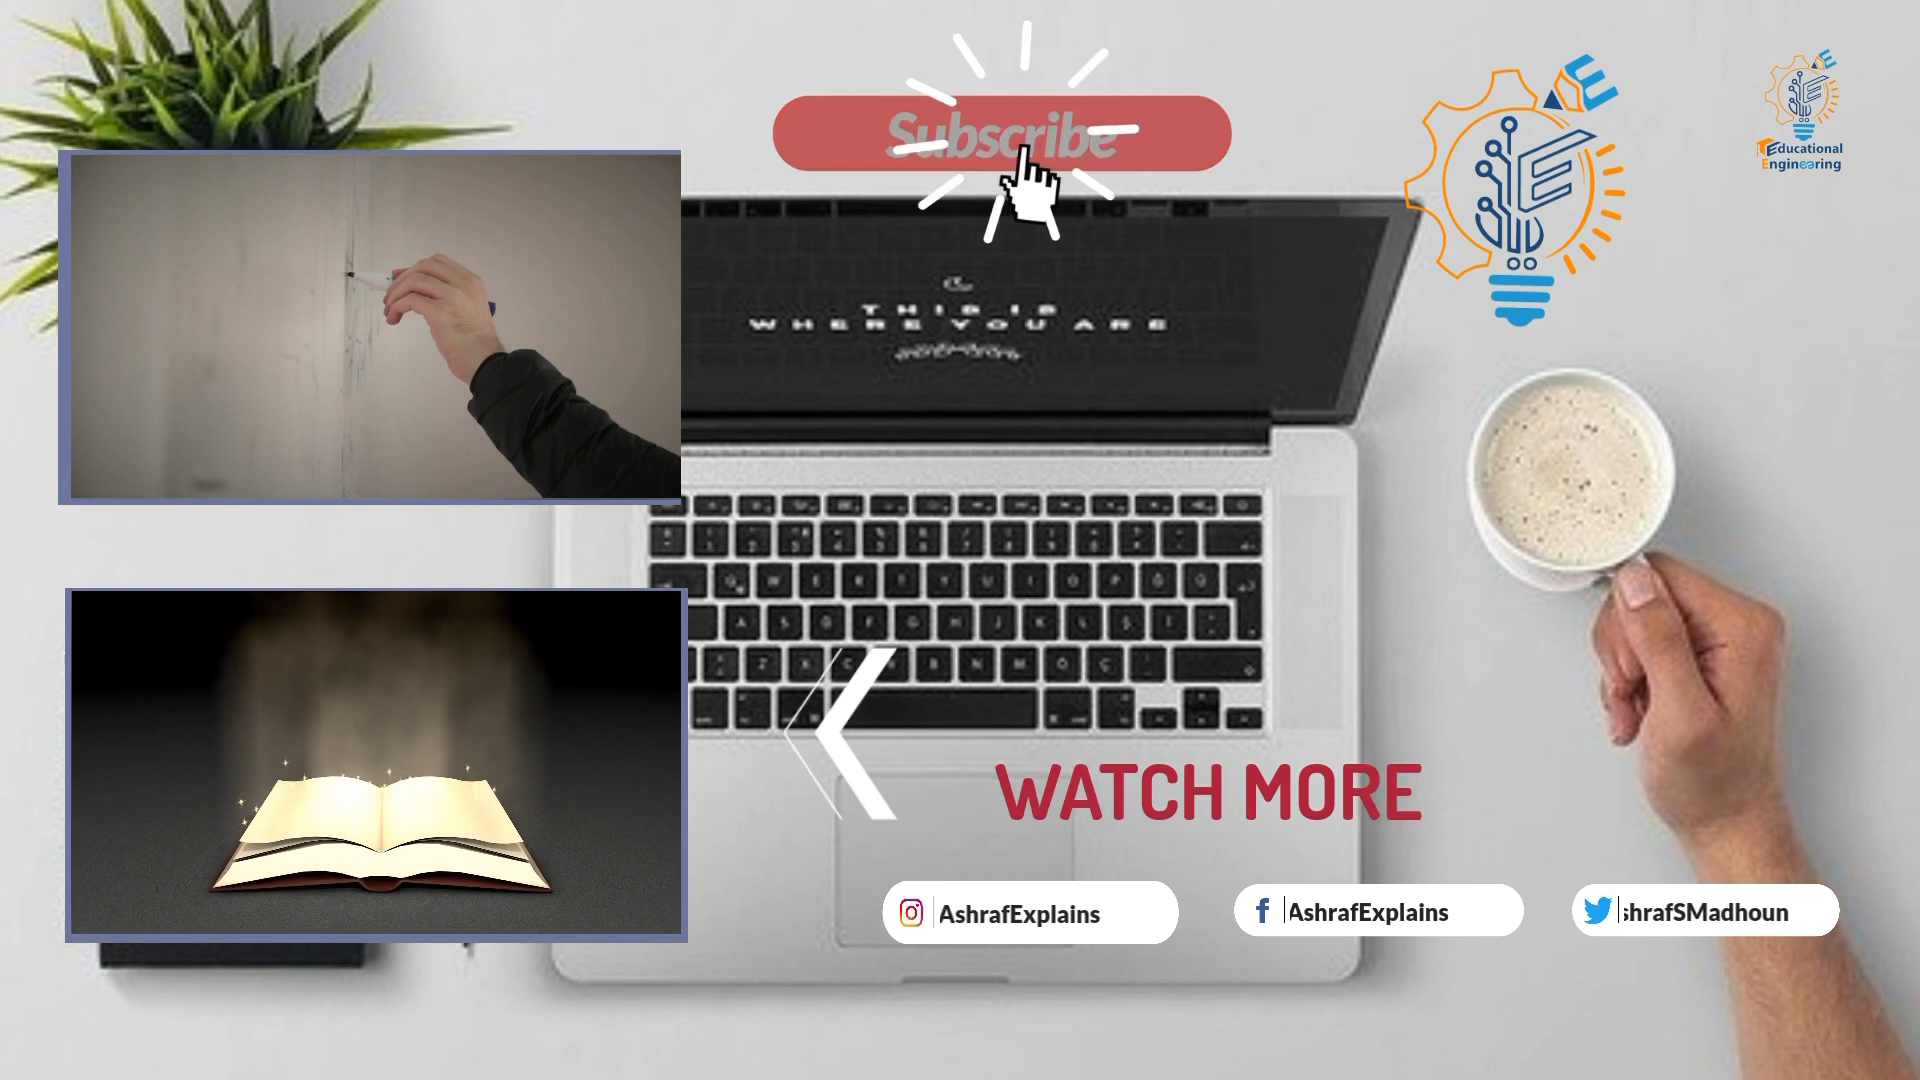 Subscribe
Educational
Engineering
THIS IS
WHERE YOU ARE
WATCH MORE
AshrafExplains
AshrafExplains
shrafSMadhoun